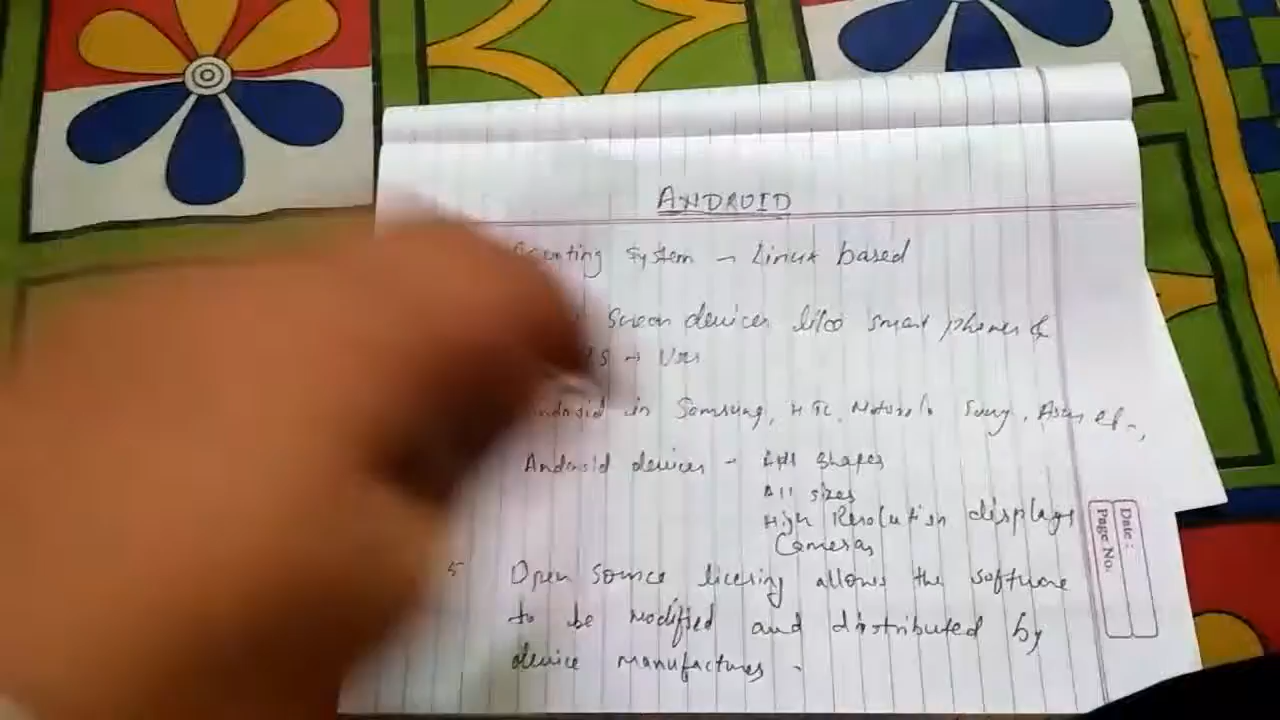 ANDROID
System - Linux based
screen devices like smart phones &
Android in Samsung, HTC, Motorola Sony, Asus etc.,
Android devices - All shapes
All sizes
High Resolution displays
Cameras
5 Open source licensing allows the software
to be modified and distributed by
device manufactures .
Date :
Page No.